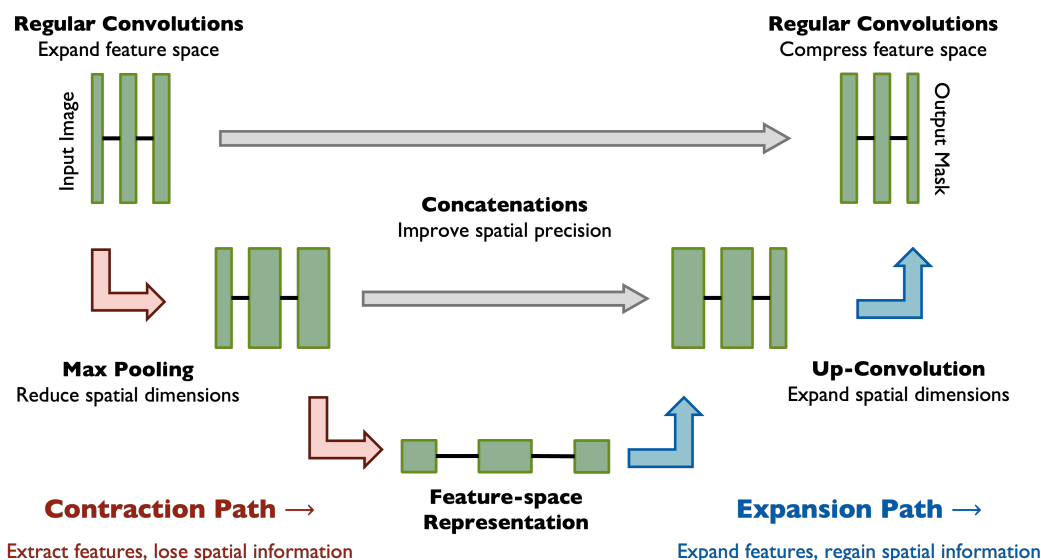 Regular Convolutions
Expand feature space
Regular Convolutions
Compress feature space
Input Image
Output Mask
Concatenations
Improve spatial precision
Max Pooling
Reduce spatial dimensions
Up-Convolution
Expand spatial dimensions
Feature-space
Representation
Contraction Path →
Extract features, lose spatial information
Expansion Path →
Expand features, regain spatial information